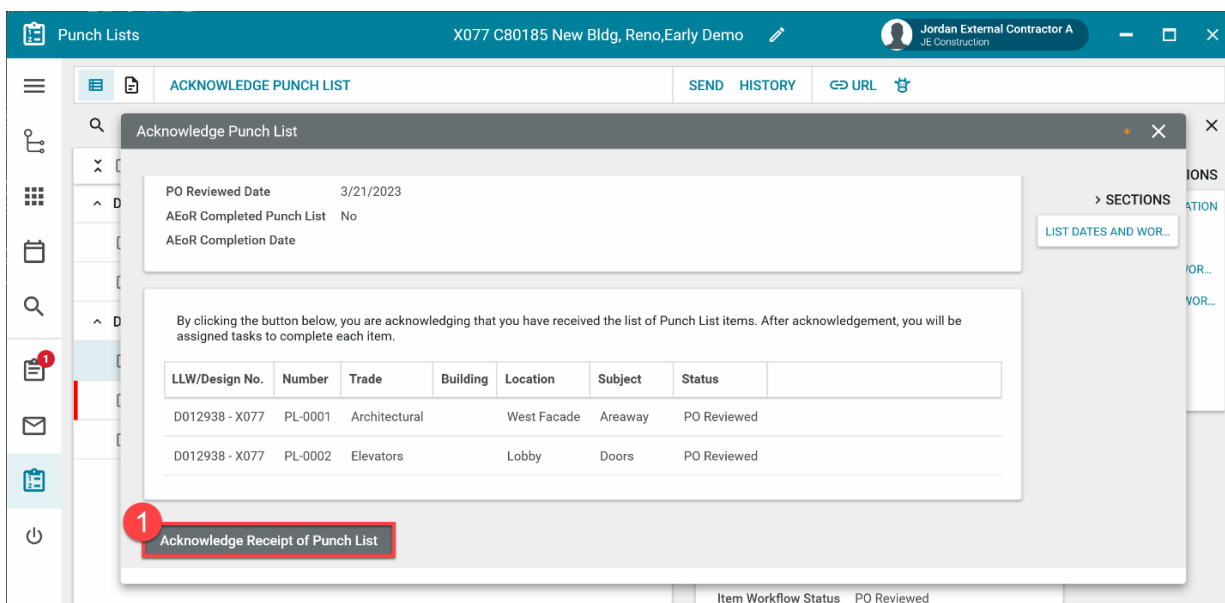 Punch Lists
X077 C80185 New Bldg, Reno,Early Demo
Jordan External Contractor A
JE Construction
ACKNOWLEDGE PUNCH LIST
SEND HISTORY
URL
Acknowledge Punch List *
IONS
PO Reviewed Date 3/21/2023
> SECTIONS
D
ATION
AEoR Completed Punch List No
LIST DATES AND WOR...
AEoR Completion Date
OR...
WOR...
D
By clicking the button below, you are acknowledging that you have received the list of Punch List items. After acknowledgement, you will be
assigned tasks to complete each item.
1
LLW/Design No. Number Trade Building Location Subject Status
D012938 - X077 PL-0001 Architectural West Facade Areaway PO Reviewed
D012938 - X077 PL-0002 Elevators Lobby Doors PO Reviewed
1
Acknowledge Receipt of Punch List
Item Workflow Status PO Reviewed